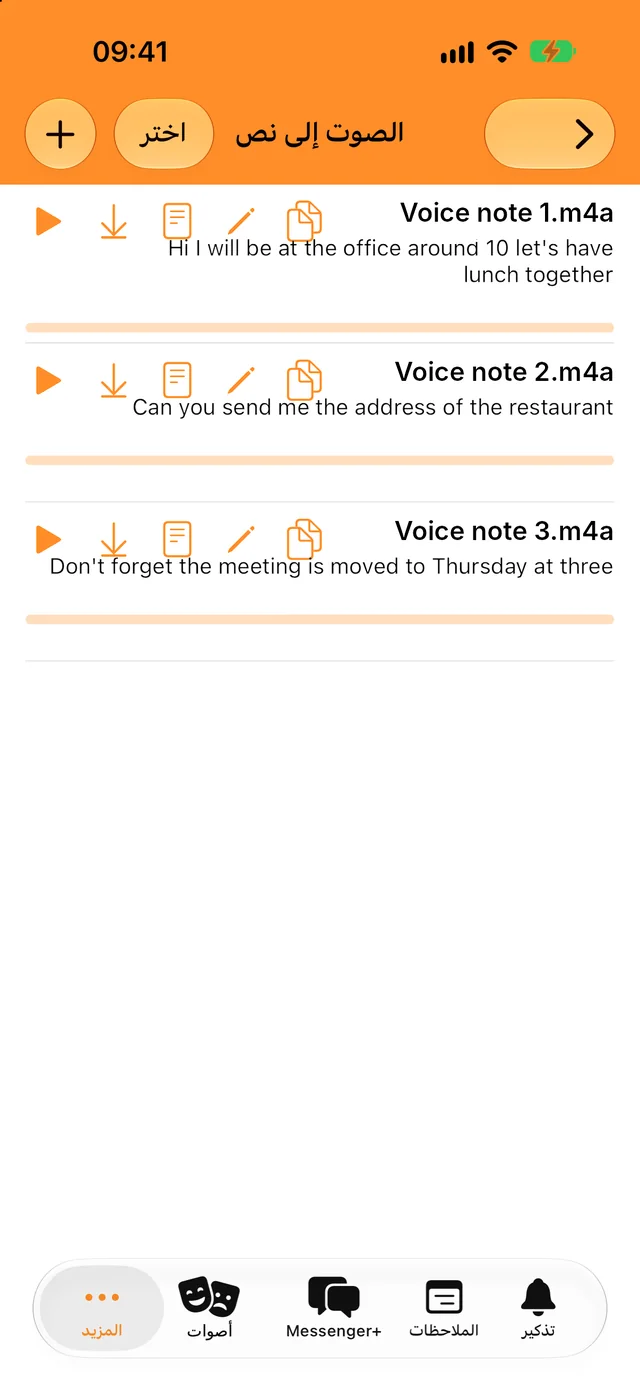 09:41
الصوت إلى نص
اختر
Voice note 1.m4a
Hi I will be at the office around 10 let's have
lunch together
Voice note 2.m4a
Can you send me the address of the restaurant
Voice note 3.m4a
Don't forget the meeting is moved to Thursday at three
تذكير
الملاحظات
Messenger+
أصوات
المزيد